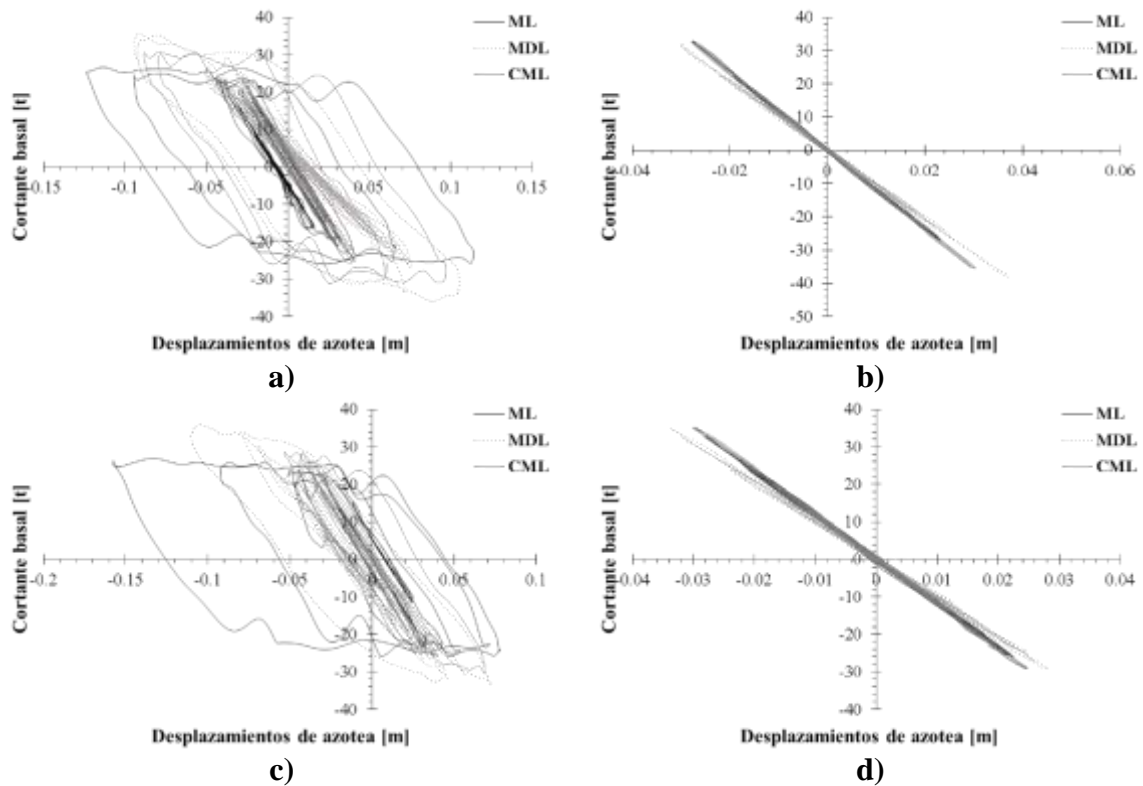 40
30
20
10
0
-10
-20
-30
-40
-0.15 -0.1 -0.05 0 0.05 0.1 0.15
Cortante basal [t]
Desplazamientos de azotea [m]
ML
MDL
CML
a)
40
30
20
10
0
-10
-20
-30
-40
-50
-0.04 -0.02 0 0.02 0.04 0.06
Cortante basal [t]
Desplazamientos de azotea [m]
ML
MDL
CML
b)
40
30
20
10
0
-10
-20
-30
-40
-0.2 -0.15 -0.1 -0.05 0 0.05 0.1
Cortante basal [t]
Desplazamientos de azotea [m]
ML
MDL
CML
c)
40
30
20
10
0
-10
-20
-30
-40
-0.04 -0.03 -0.02 -0.01 0 0.01 0.02 0.03 0.04
Cortante basal [t]
Desplazamientos de azotea [m]
ML
MDL
CML
d)